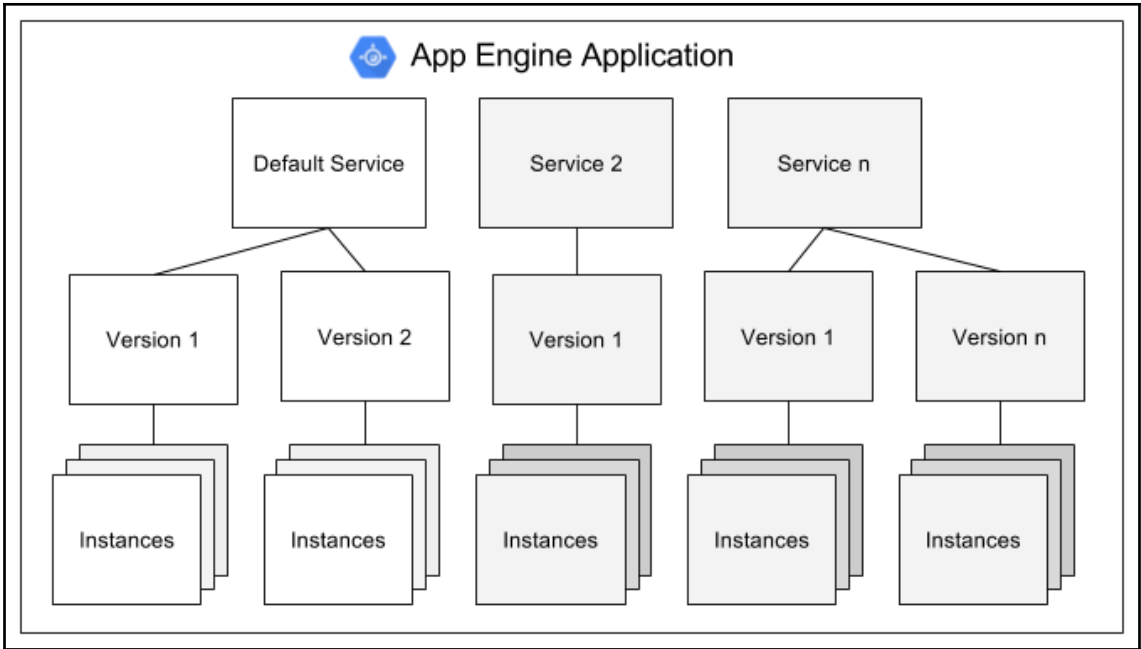 App Engine Application
Default Service
Service 2
Service n
Version 1
Version 2
Version 1
Version 1
Version n
Instances
Instances
Instances
Instances
Instances